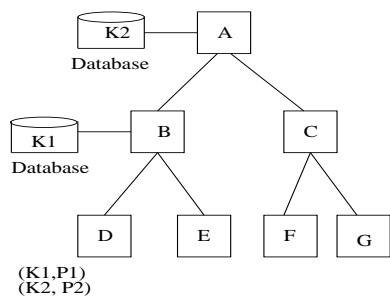 K2 A
Database
K1 B C
Database
D E F G
(K1,P1)
(K2, P2)